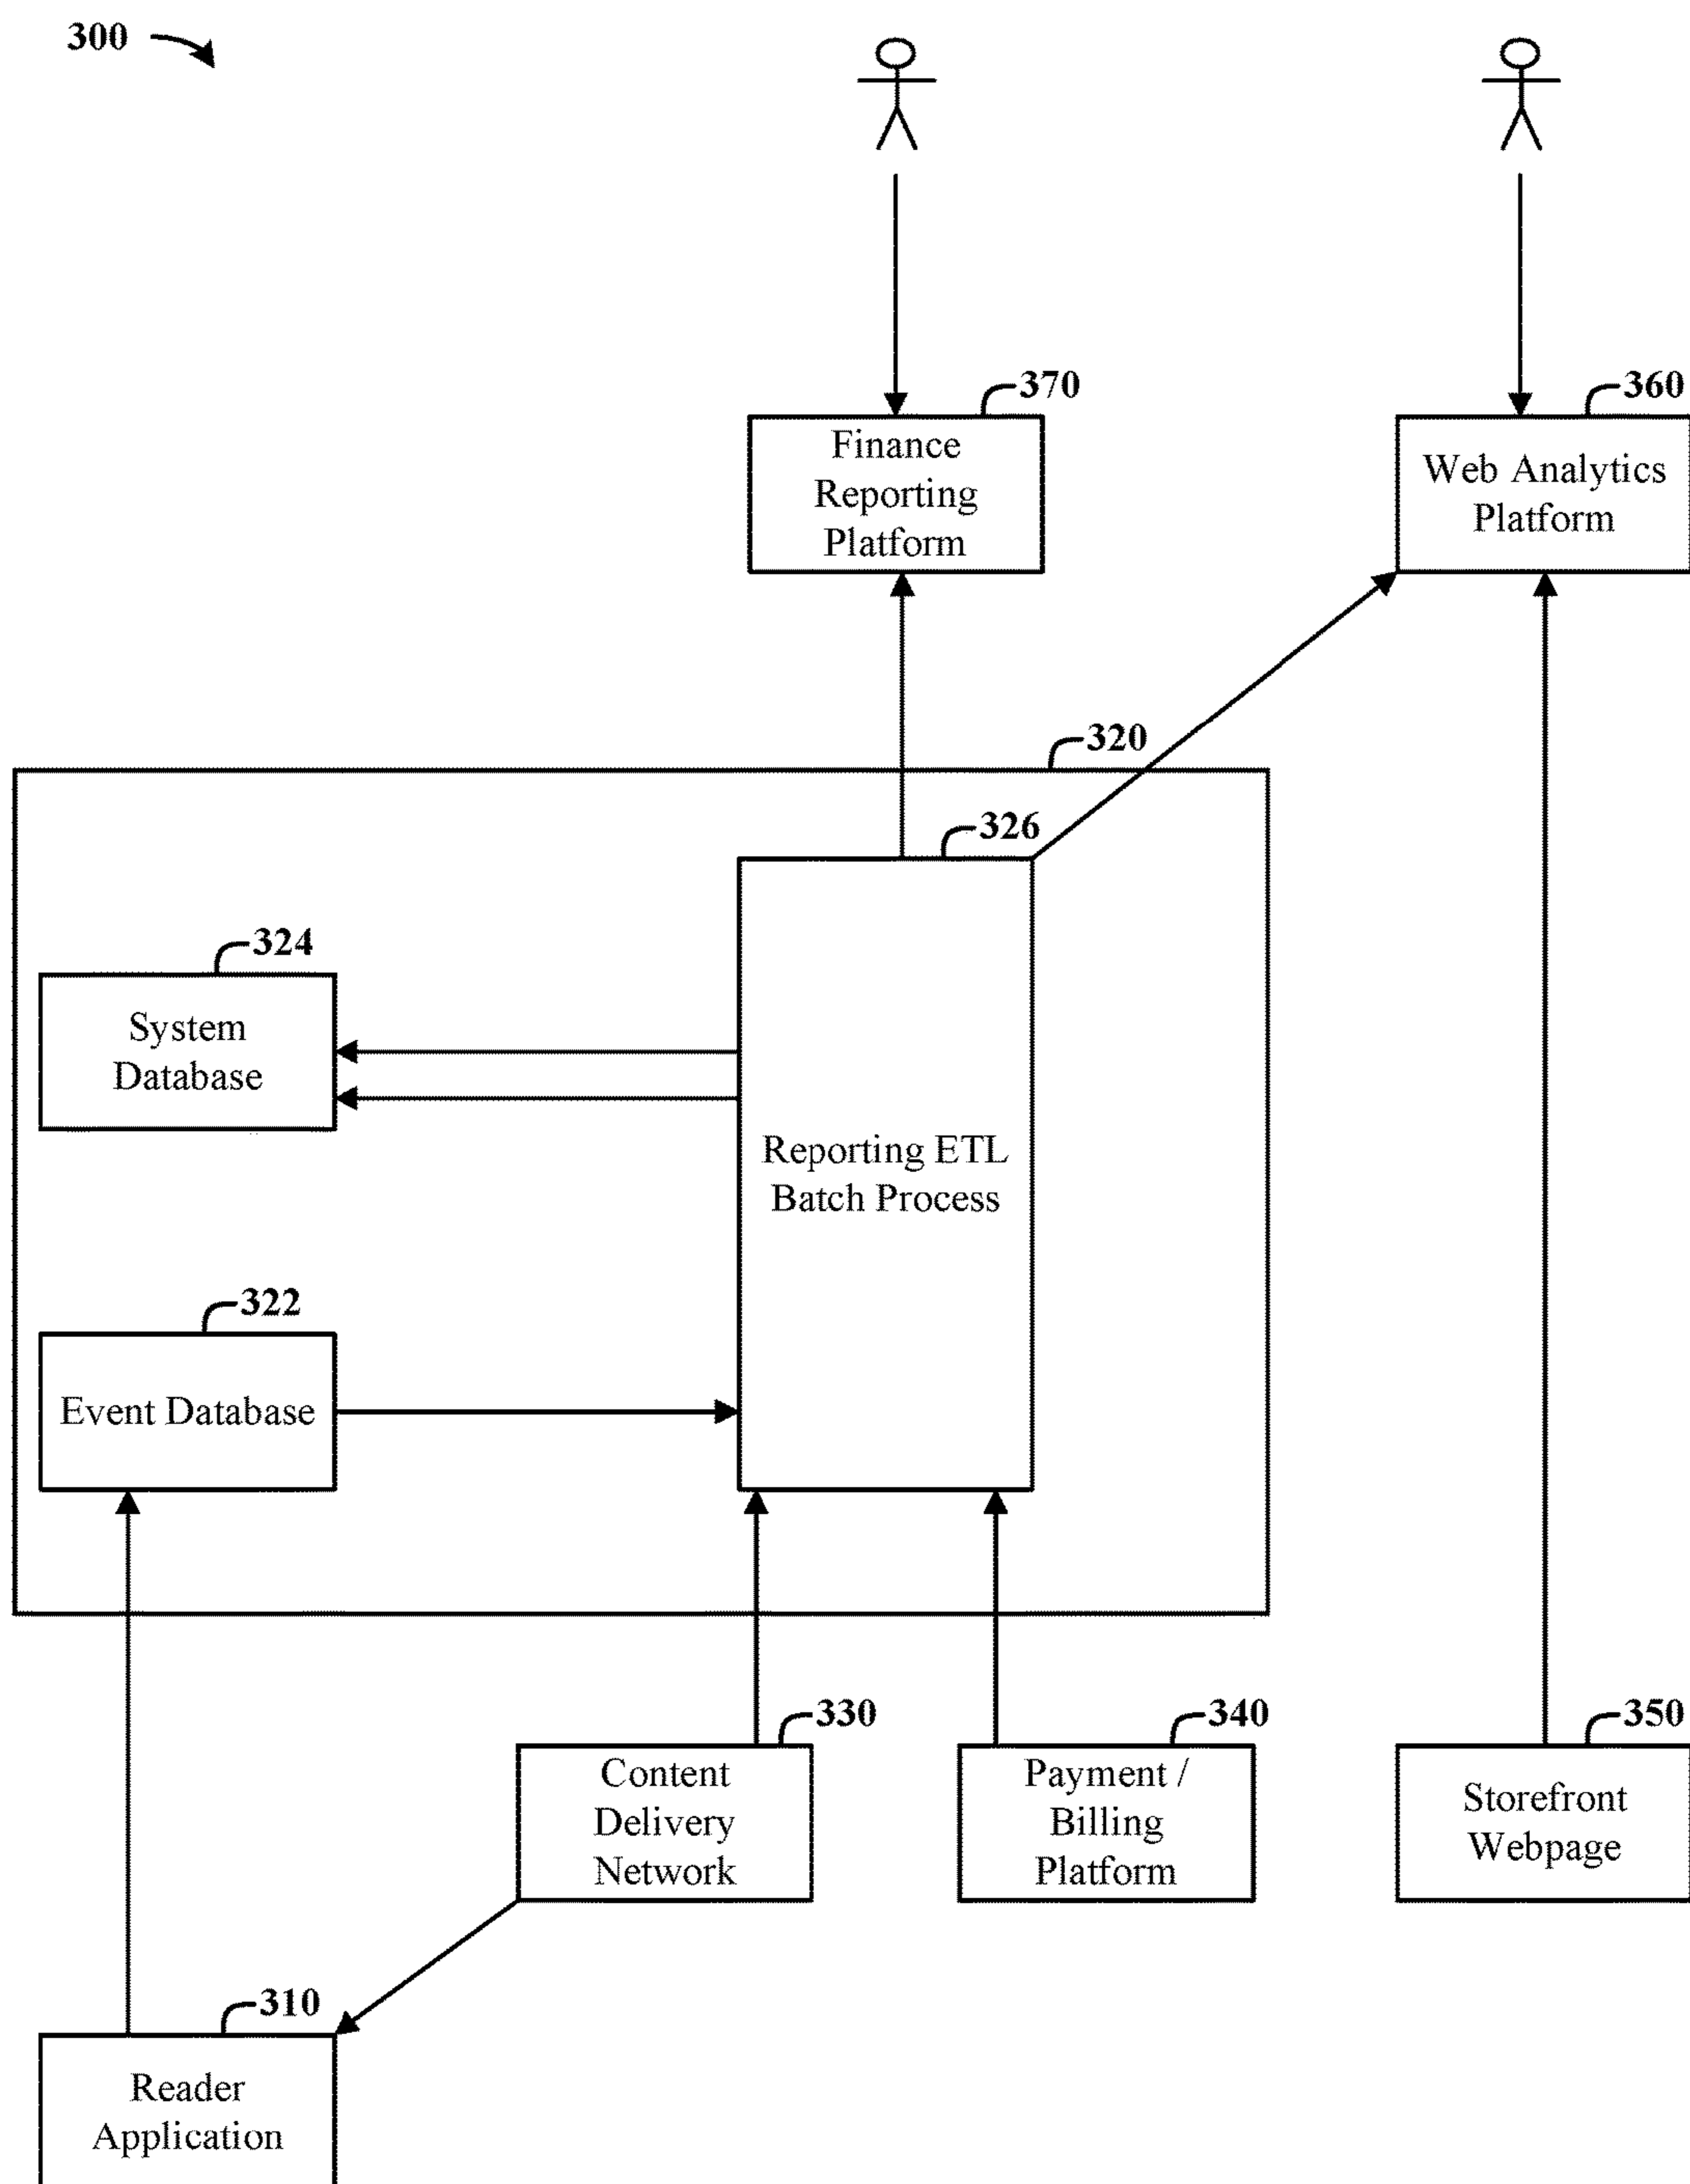 300
370
360
Finance
Reporting
Platform
Web Analytics
Platform
320
326
324
System
Database
Reporting ETL
Batch Process
322
Event Database
330
340
350
Content
Delivery
Network
Payment /
Billing
Platform
Storefront
Webpage
310
Reader
Application